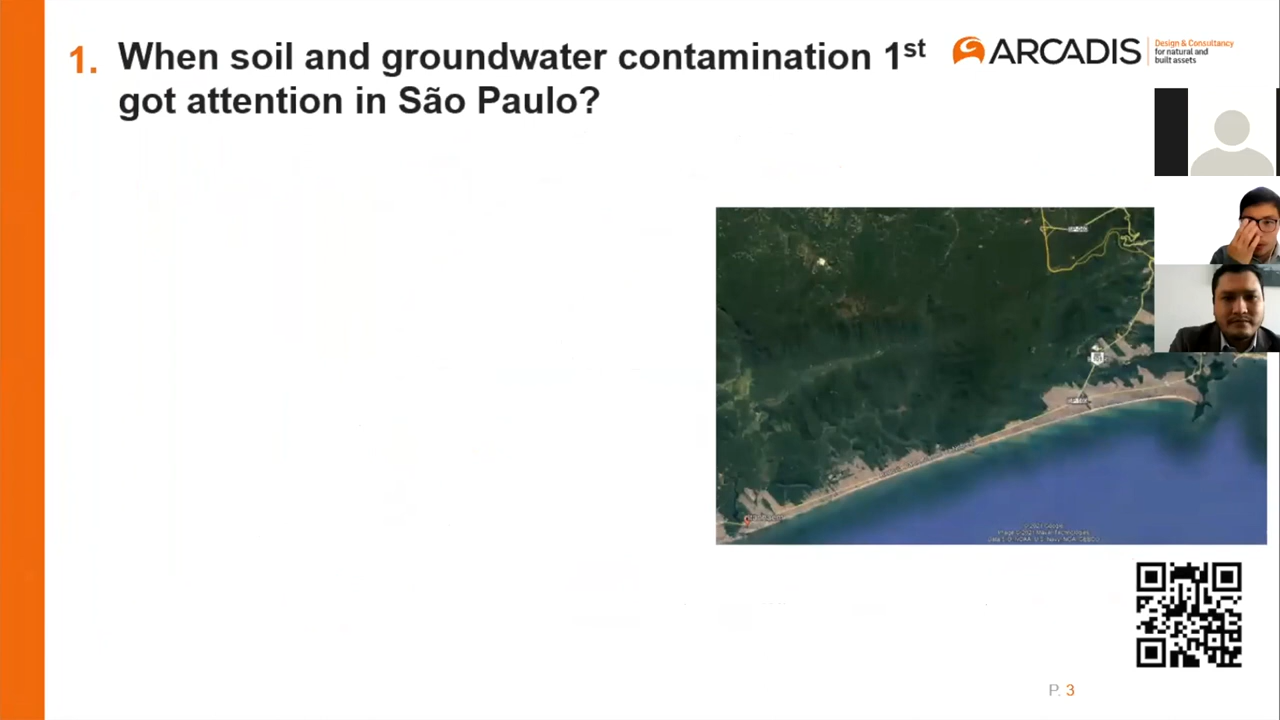 1. When soil and groundwater contamination 1st
got attention in São Paulo?
ARCADIS
Design & Consultancy
for natural and
built assets
P. 3